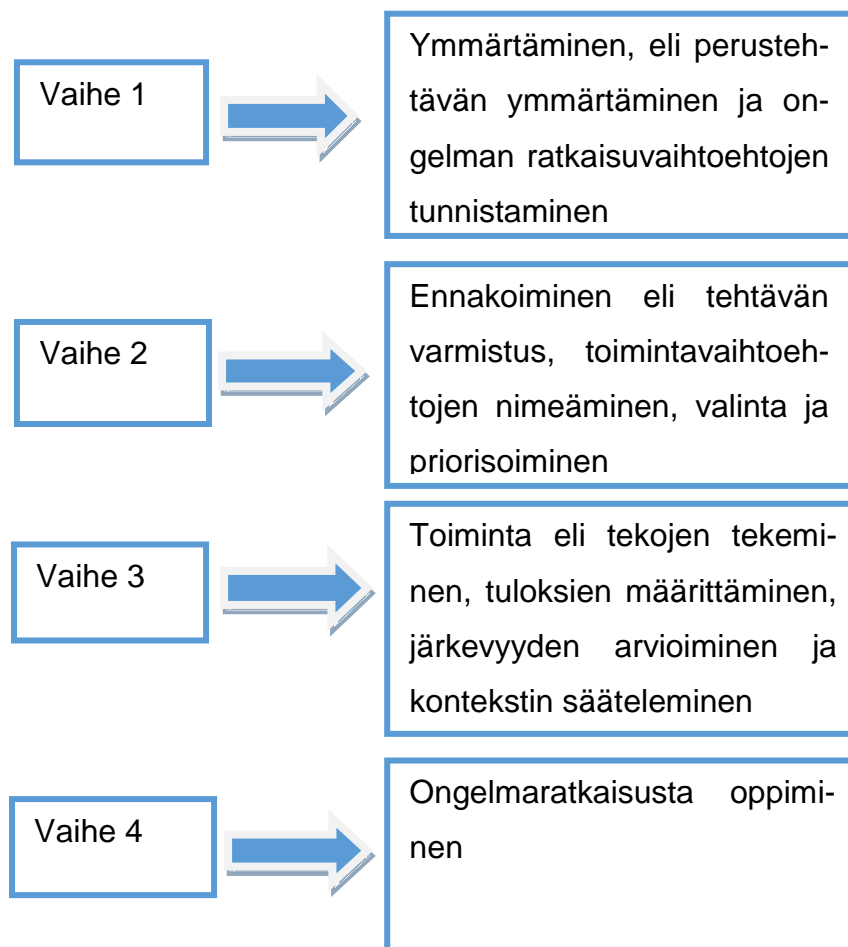 Vaihe 1
Ymmärtäminen, eli perusteh-
tävän ymmärtäminen ja on-
gelman ratkaisuvaihtoehtojen
tunnistaminen
Vaihe 2
Ennakoiminen eli tehtävän
varmistus, toimintavaihtoeh-
tojen nimeäminen, valinta ja
priorisoiminen
Vaihe 3
Toiminta eli tekojen tekemi-
nen, tuloksien määrittäminen,
järkevyyden arvioiminen ja
kontekstin sääteleminen
Vaihe 4
Ongelmaratkaisusta oppimi-
nen